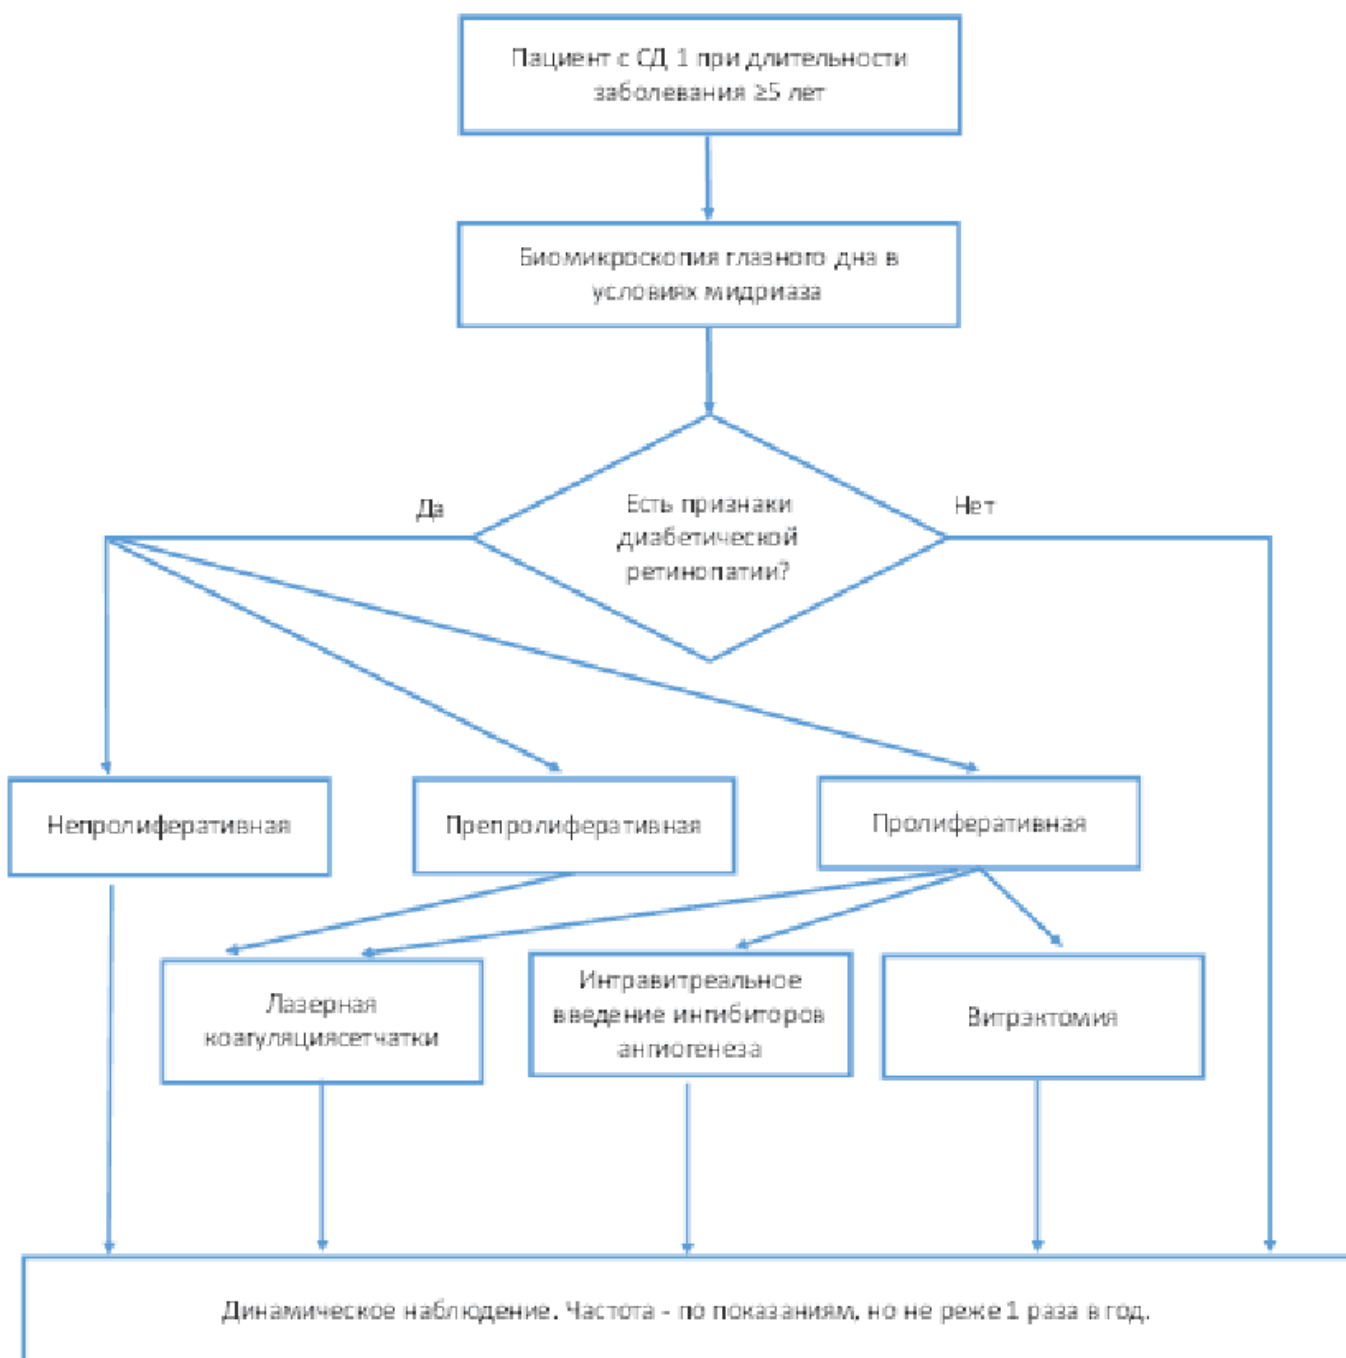 Пациент с СД 1 при длительности
заболевания ≥5 лет
Биомикроскопия глазного дна в
условиях мидриаза
Да
Есть признаки
диабетической
ретинопатии?
Нет
Непролиферативная
Препролиферативная
Пролиферативная
Лазерная
коагуляциясетчатки
Интравитреальное
введение ингибиторов
ангиогенеза
Витрэктомия
Динамическое наблюдение. Частота - по показаниям, но не реже 1 раза в год.